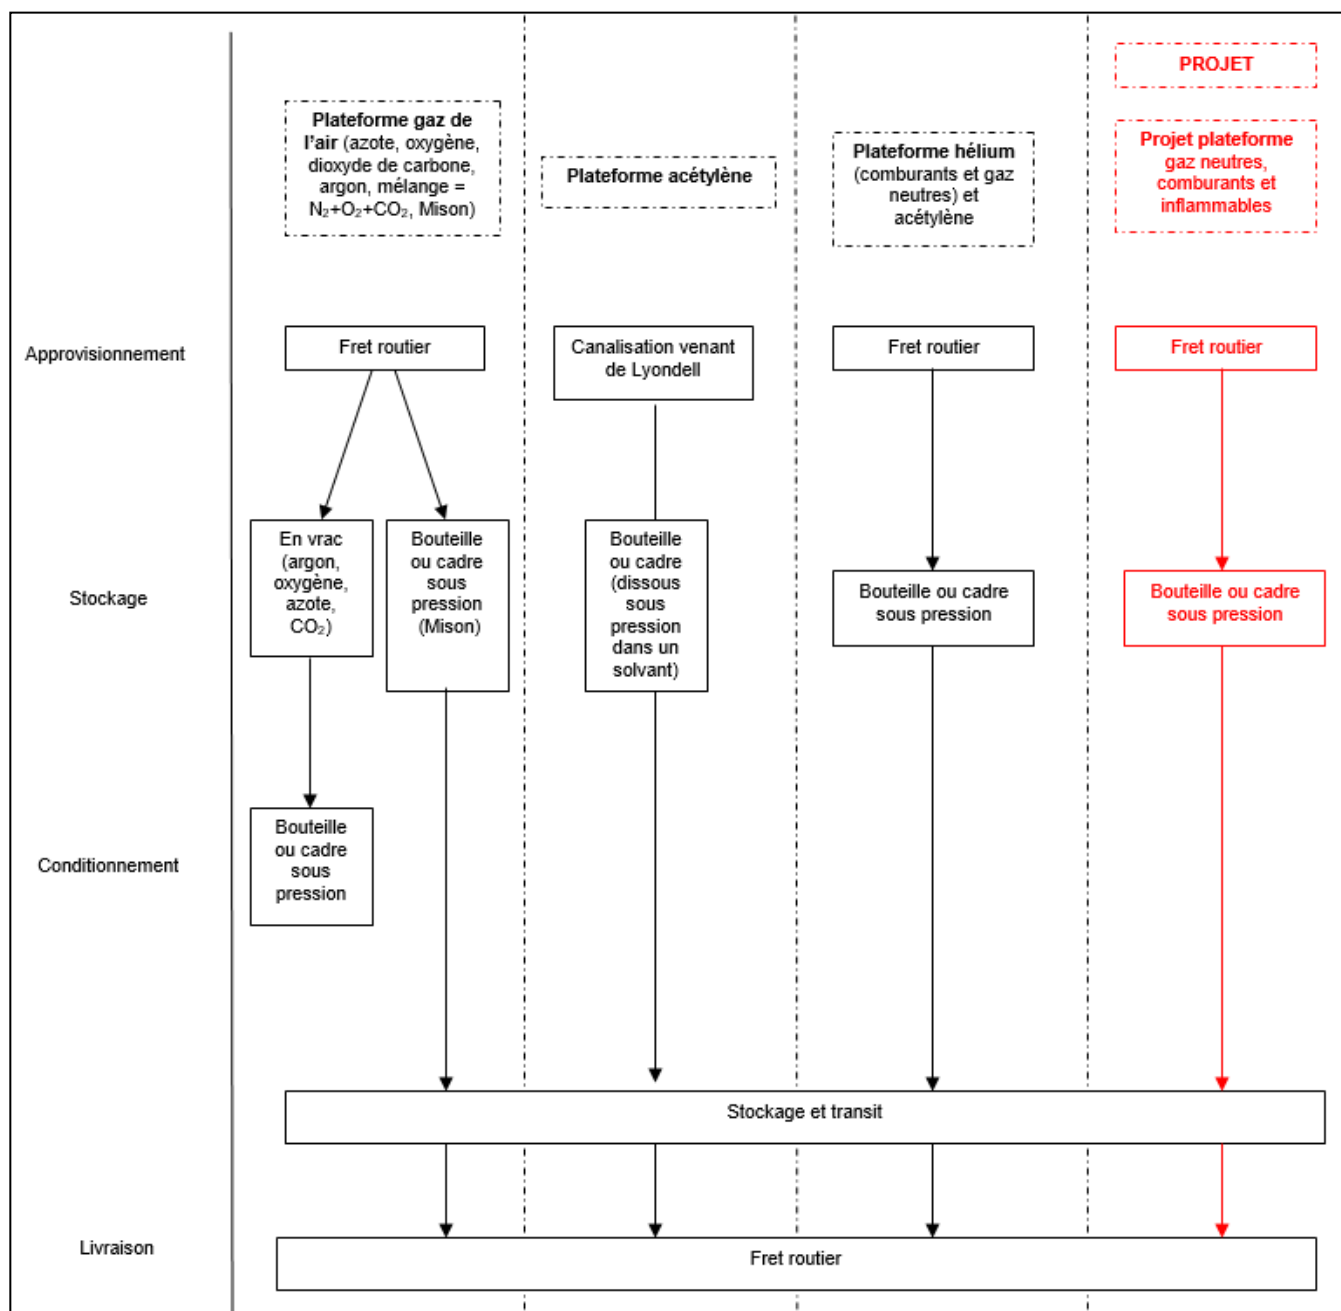 PROJET
Plateforme gaz de
l'air (azote, oxygène,
dioxyde de carbone,
argon, mélange =
N₂+O₂+CO₂, Mison)
Plateforme acétylène
Plateforme hélium
(comburants et gaz
neutres) et
acétylène
Projet plateforme
gaz neutres,
comburants et
inflammables
Approvisionnement
Fret routier
Canalisation venant
de Lyondell
Fret routier
Fret routier
Stockage
En vrac
(argon,
oxygène,
azote,
CO₂)
Bouteille
ou cadre
sous
pression
(Mison)
Bouteille
ou cadre
(dissous
sous
pression
dans un
solvant)
Bouteille ou cadre
sous pression
Bouteille ou cadre
sous pression
Conditionnement
Bouteille
ou cadre
sous
pression
Stockage et transit
Livraison
Fret routier